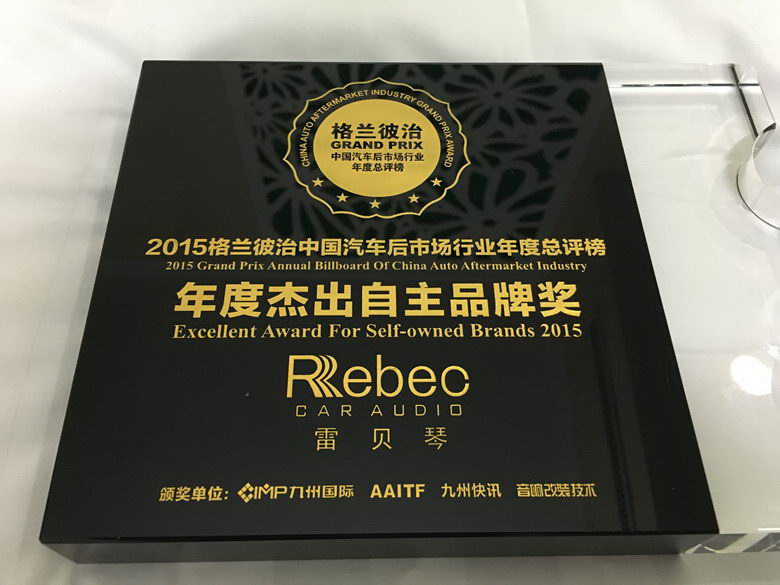 CHINA AUTO AFTERMARKET INDUSTRY GRAND PRIX AWARD
格兰彼治
GRAND PRIX
中国汽车后市场行业
年度总评榜
2015格兰彼治中国汽车后市场行业年度总评榜
2015 Grand Prix Annual Billboard Of China Auto Aftermarket Industry
年度杰出自主品牌奖
Excellent Award For Self-owned Brands 2015
Rebec
CAR AUDIO
雷贝琴
颁奖单位: CIMP九州国际 AAITF 九州快讯 音响改装技术